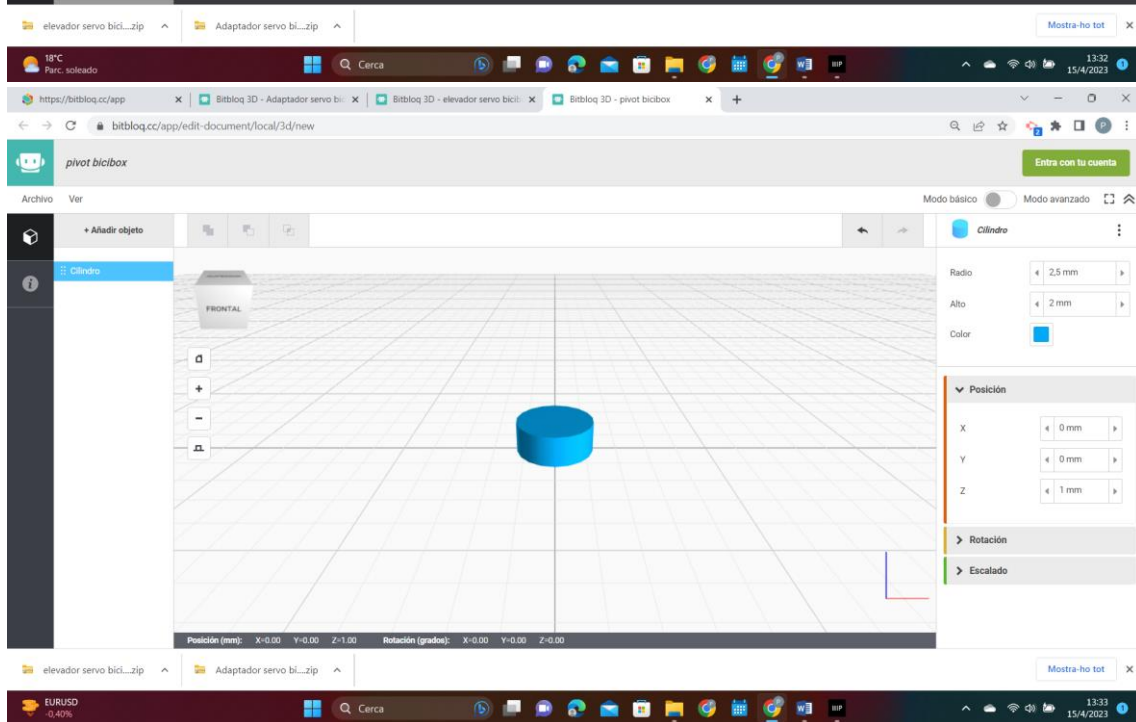 elevador servo bici....zip Adaptador servo bi....zip Mostra-ho tot
18°C
Parc. soleado
Cerca
13:32
15/4/2023
https://bitbloq.cc/app Bitbloq 3D - Adaptador servo bic Bitbloq 3D - elevador servo bicib Bitbloq 3D - pivot bicibox
bitbloq.cc/app/edit-document/local/3d/new
pivot bicibox Entra con tu cuenta
Archivo Ver Modo básico Modo avanzado
+ Añadir objeto Cilindro
Cilindro
FRONTAL
Radio 2,5 mm
Alto 2 mm
Color
Posición
X 0 mm
Y 0 mm
Z 1 mm
Rotación
Escalado
Posición (mm): X=0.00 Y=0.00 Z=1.00 Rotación (grados): X=0.00 Y=0.00 Z=0.00
elevador servo bici....zip Adaptador servo bi....zip Mostra-ho tot
EURUSD
-0,40%
Cerca
13:33
15/4/2023